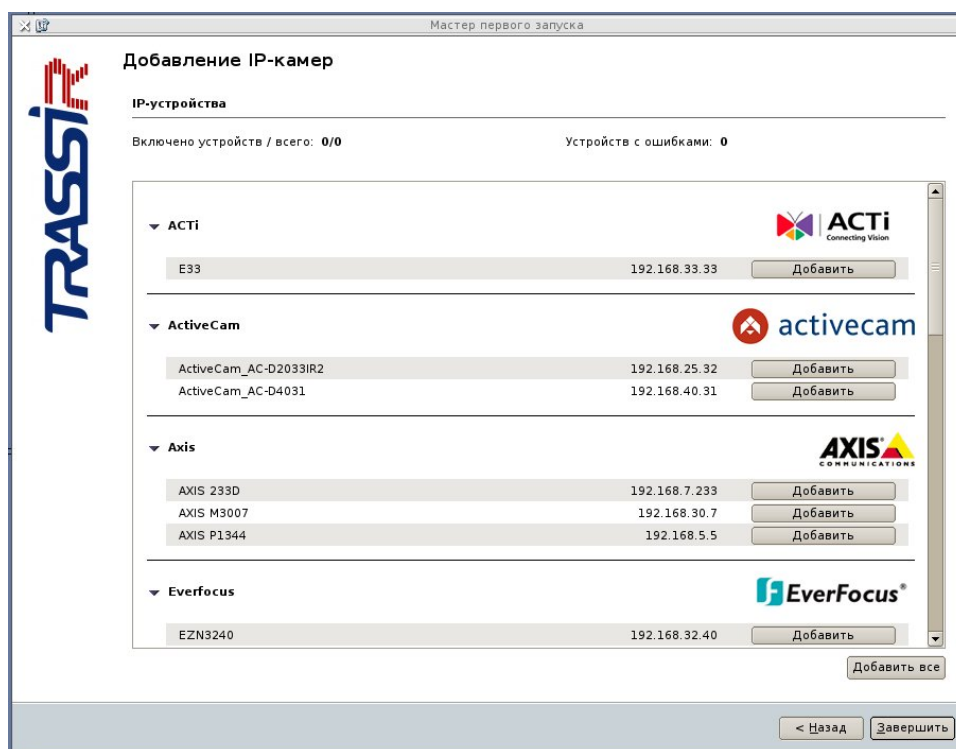 Мастер первого запуска
TRASSIR
Добавление IP-камер
IP-устройства
Включено устройств / всего: 0/0 Устройств с ошибками: 0
ACTi ACTi
Connecting Vision
E33 192.168.33.33 Добавить
ActiveCam activecam
ActiveCam_AC-D2033IR2 192.168.25.32 Добавить
ActiveCam_AC-D4031 192.168.40.31 Добавить
Axis AXIS
COMMUNICATIONS
AXIS 233D 192.168.7.233 Добавить
AXIS M3007 192.168.30.7 Добавить
AXIS P1344 192.168.5.5 Добавить
Everfocus EverFocus®
EZN3240 192.168.32.40 Добавить
Добавить все
< Назад Завершить